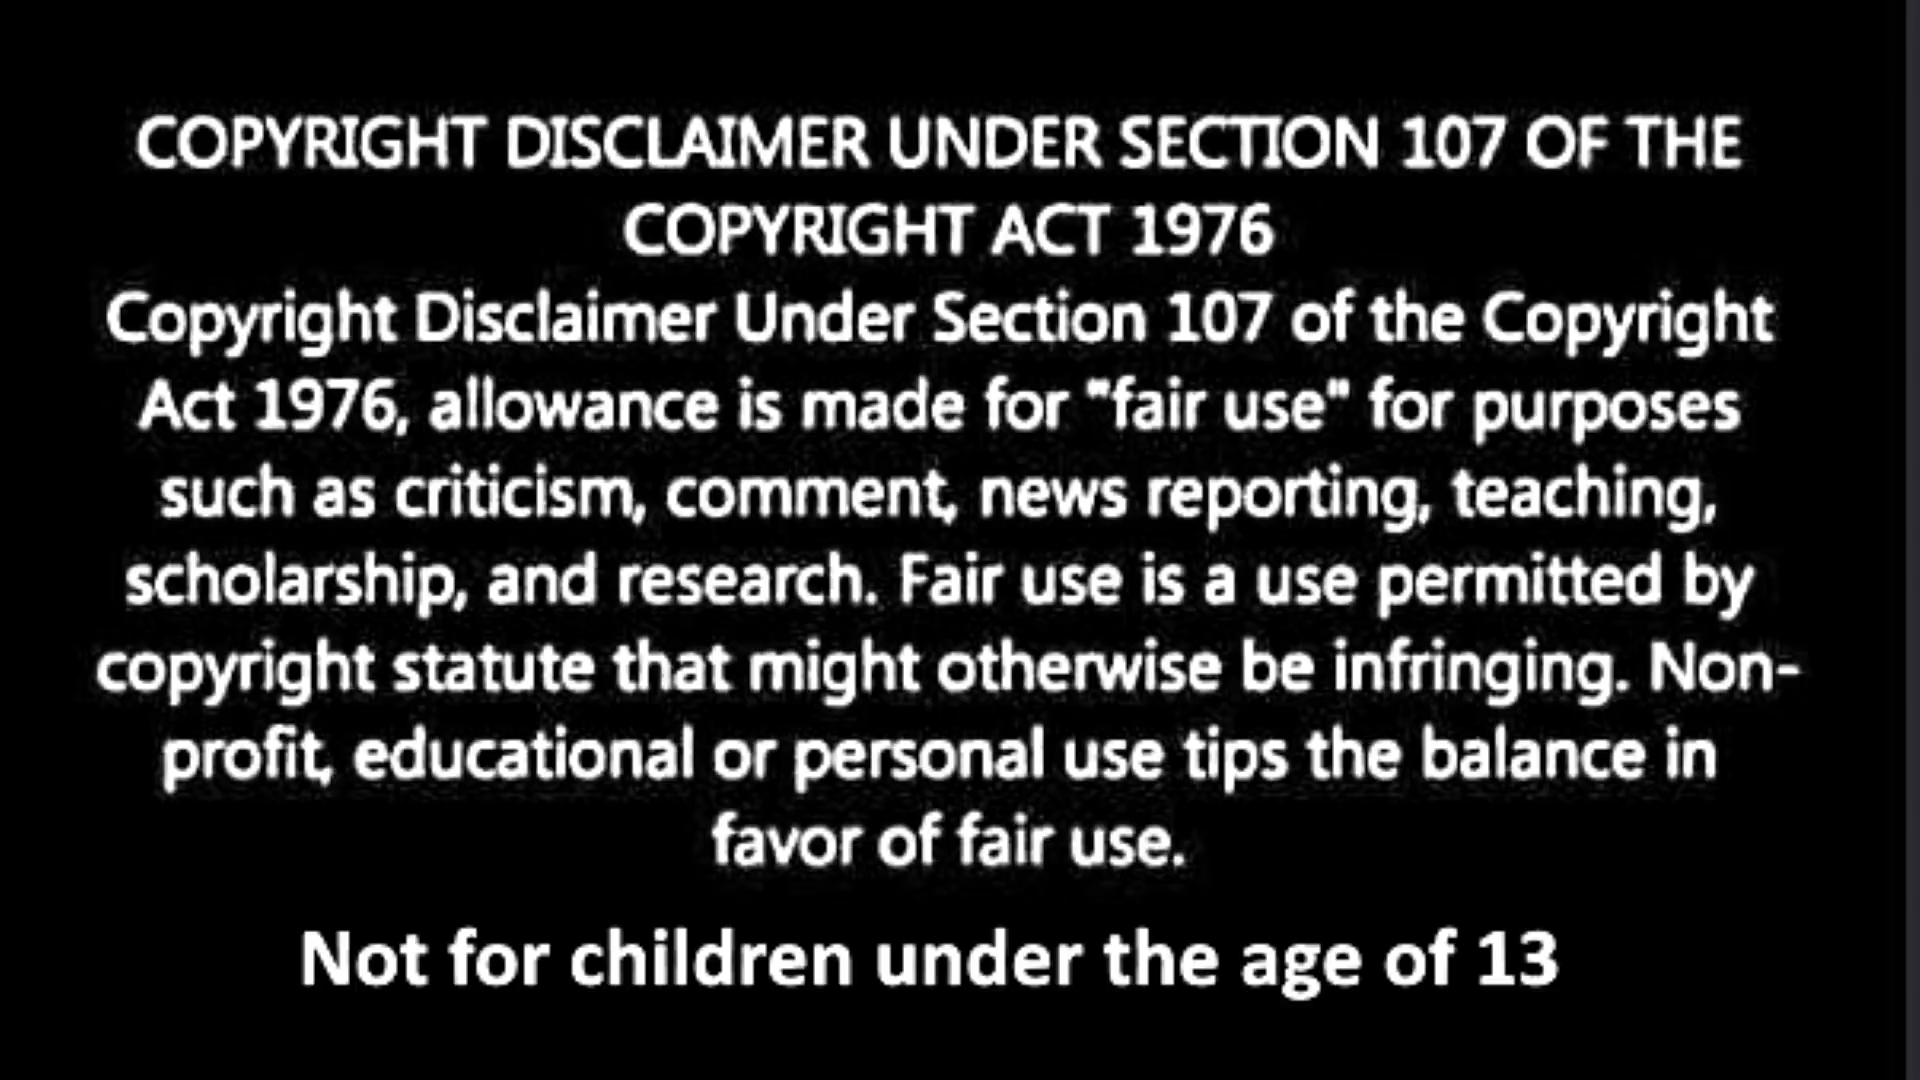 COPYRIGHT DISCLAIMER UNDER SECTION 107 OF THE
COPYRIGHT ACT 1976
Copyright Disclaimer Under Section 107 of the Copyright
Act 1976, allowance is made for "fair use" for purposes
such as criticism, comment, news reporting, teaching,
scholarship, and research. Fair use is a use permitted by
copyright statute that might otherwise be infringing. Non-
profit, educational or personal use tips the balance in
favor of fair use.
Not for children under the age of 13